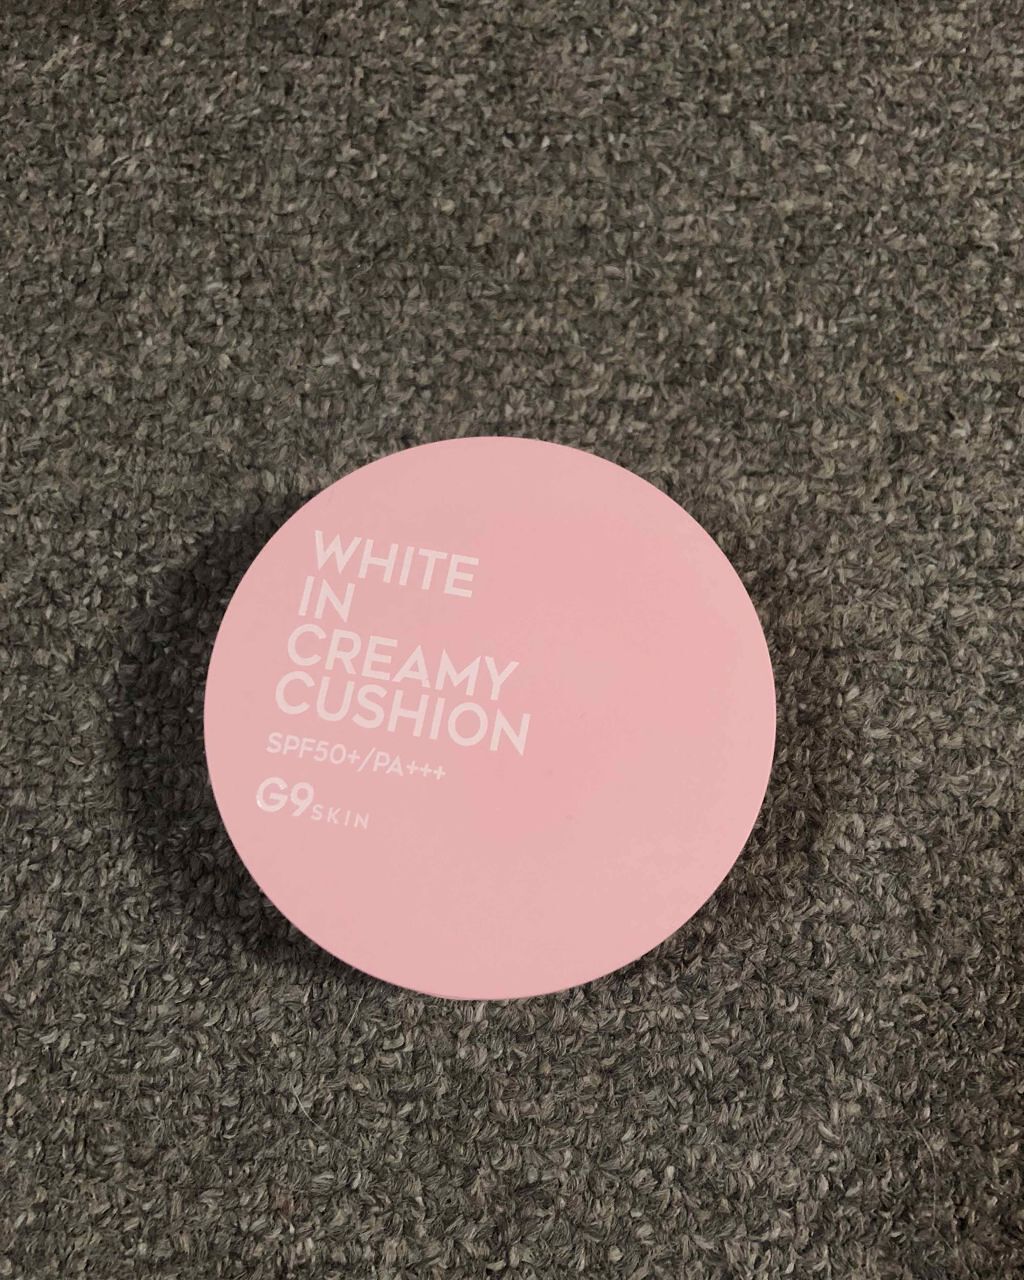 WHITE
IN
CREAMY
CUSHION
SPF50+/PA+++
G9SKIN